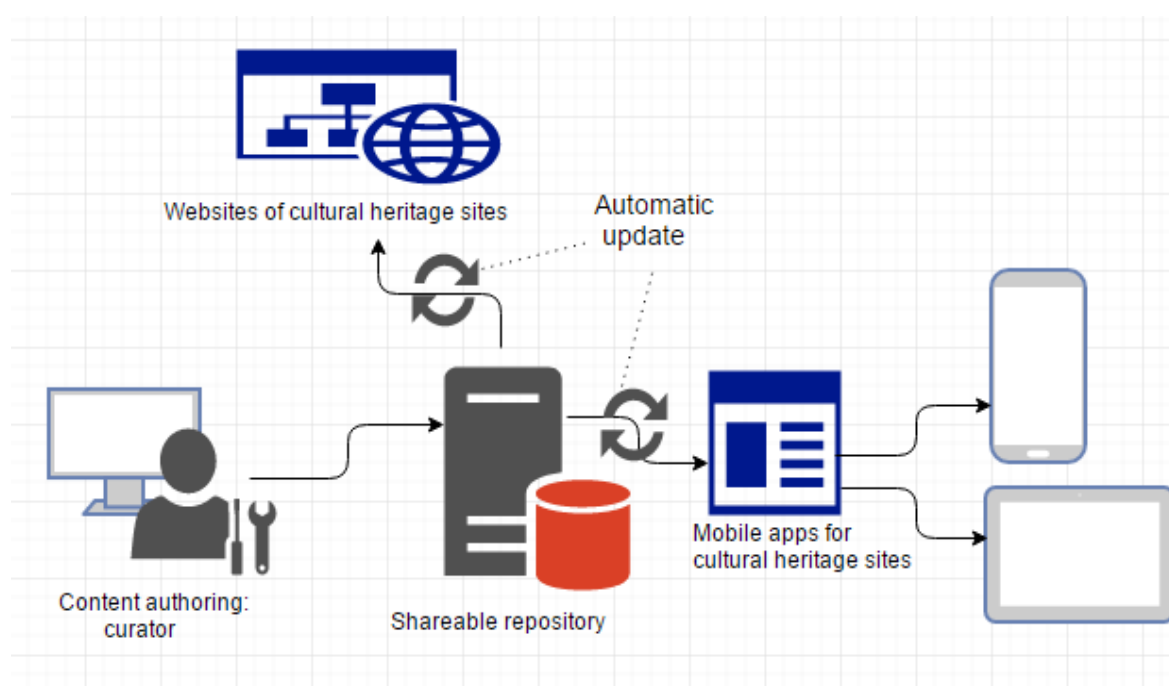 Websites of cultural heritage sites
Automatic
update
Mobile apps for
cultural heritage sites
Content authoring:
curator
Shareable repository